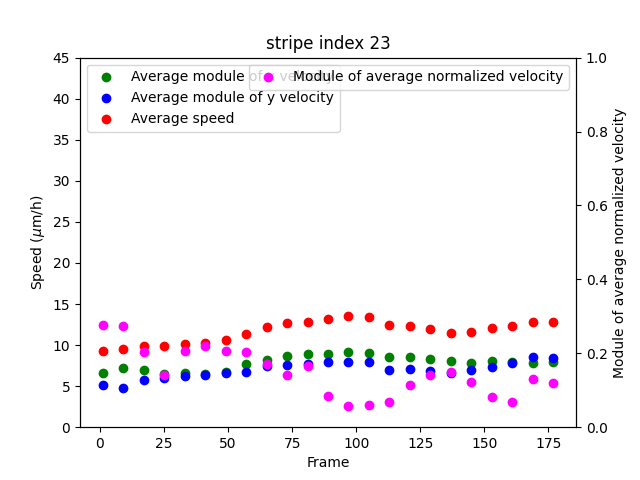 stripe index 23
Average module of x velocity
Average module of y velocity
Average speed
Module of average normalized velocity
Speed (μm/h)
45
40
35
30
25
20
15
10
5
0
1.0
0.8
0.6
0.4
0.2
0.0
Module of average normalized velocity
0 25 50 75 100 125 150 175
Frame